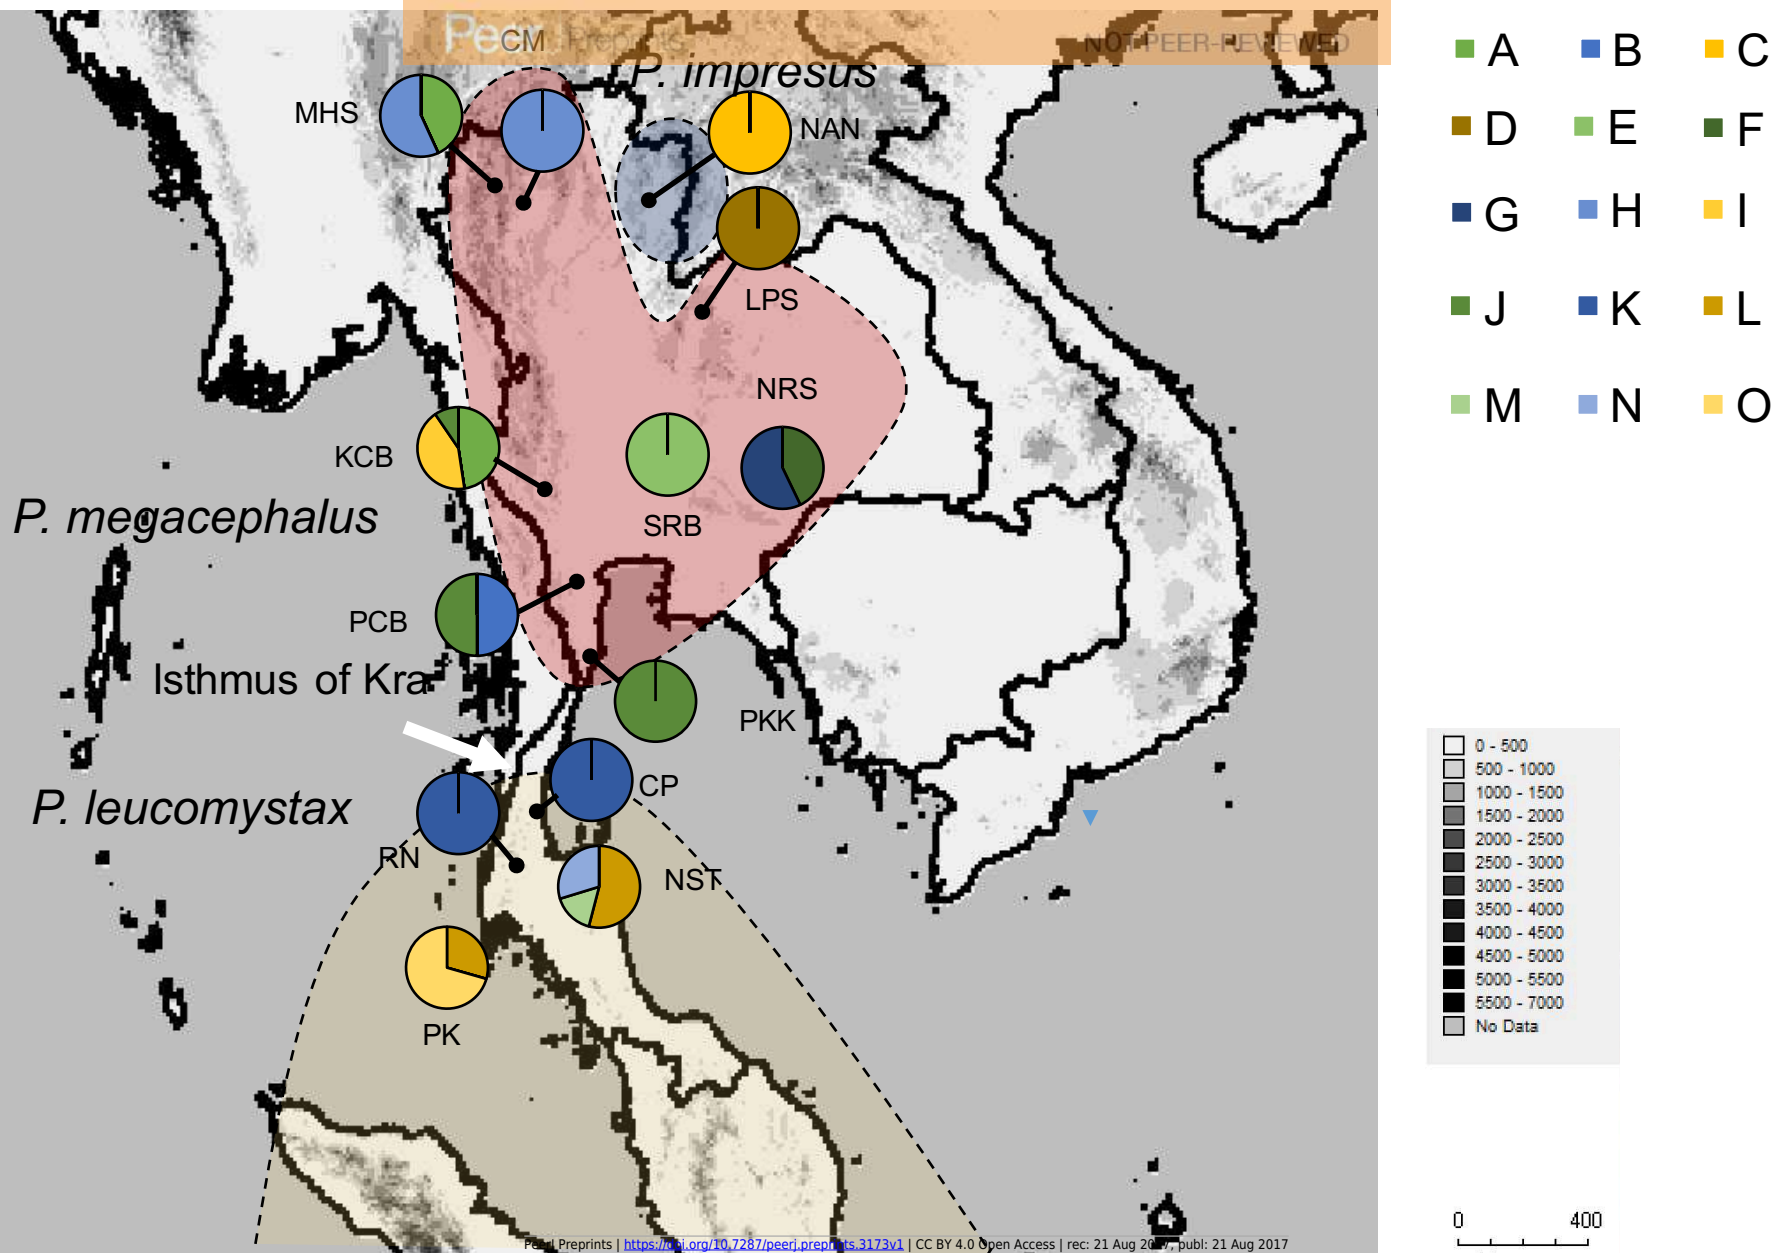 PeerJ Preprints
NOT PEER-REVIEWED
CM
P. impresus
MHS
NAN
LPS
NRS
KCB
SRB
P. megacephalus
PCB
Isthmus of Kra
PKK
CP
P. leucomystax
RN
NST
PK
A B C
D E F
G H I
J K L
M N O
0 - 500
500 - 1000
1000 - 1500
1500 - 2000
2000 - 2500
2500 - 3000
3000 - 3500
3500 - 4000
4000 - 4500
4500 - 5000
5000 - 5500
5500 - 7000
No Data
0 400
PeerJ Preprints | https://doi.org/10.7287/peerj.preprints.3173v1 | CC BY 4.0 Open Access | rec: 21 Aug 2017, publ: 21 Aug 2017